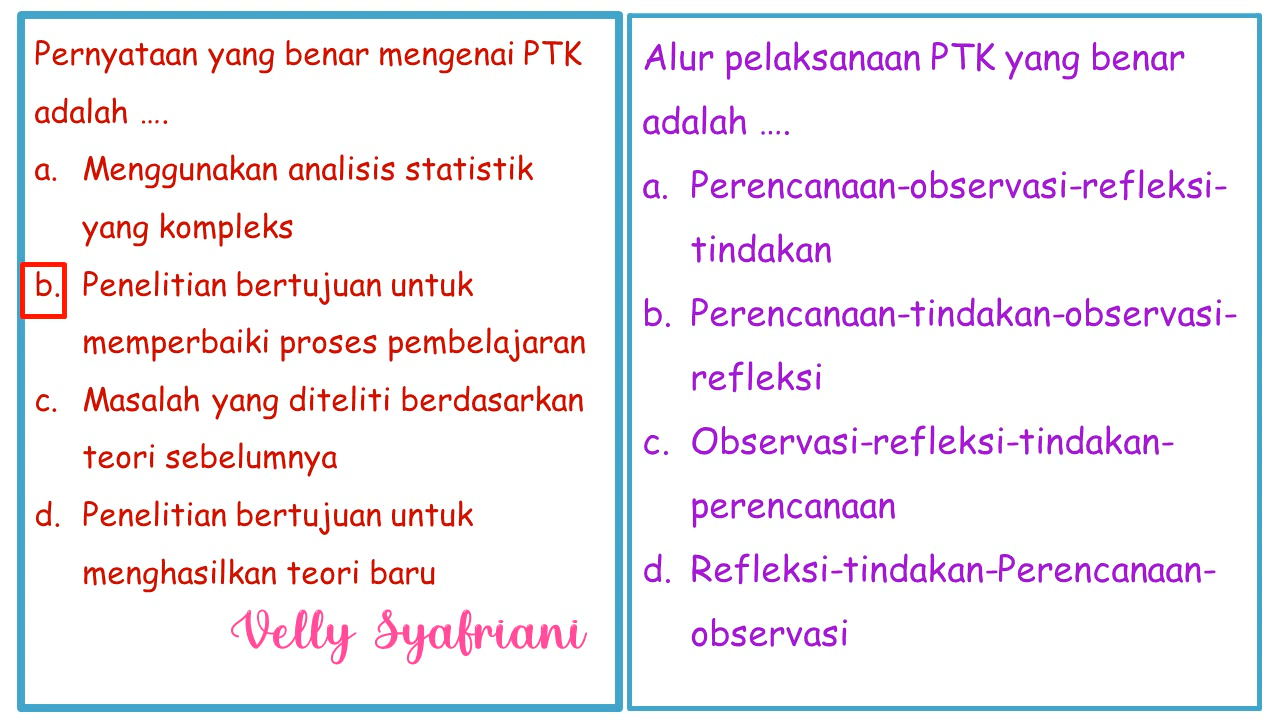 Pernyataan yang benar mengenai PTK
adalah ....
a. Menggunakan analisis statistik
yang kompleks
b. Penelitian bertujuan untuk
memperbaiki proses pembelajaran
c. Masalah yang diteliti berdasarkan
teori sebelumnya
d. Penelitian bertujuan untuk
menghasilkan teori baru
Velly Syafriani
Alur pelaksanaan PTK yang benar
adalah ....
a. Perencanaan-observasi-refleksi-
tindakan
b. Perencanaan-tindakan-observasi-
refleksi
c. Observasi-refleksi-tindakan-
perencanaan
d. Refleksi-tindakan-Perencanaan-
observasi